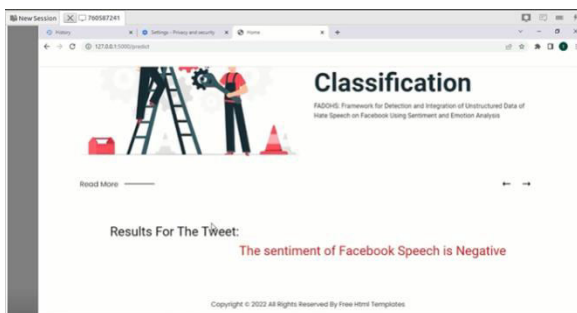 New Session
760587241
History
Settings - Privacy and security
Home
127.0.0.1:5000/predict
Classification
FADOHS: Framework for Detection and Integration of Unstructured Data of
Hate Speech on Facebook Using Sentiment and Emotion Analysis
Read More
Results For The Tweet:
The sentiment of Facebook Speech is Negative
Copyright © 2022 All Rights Reserved By Free Html Templates